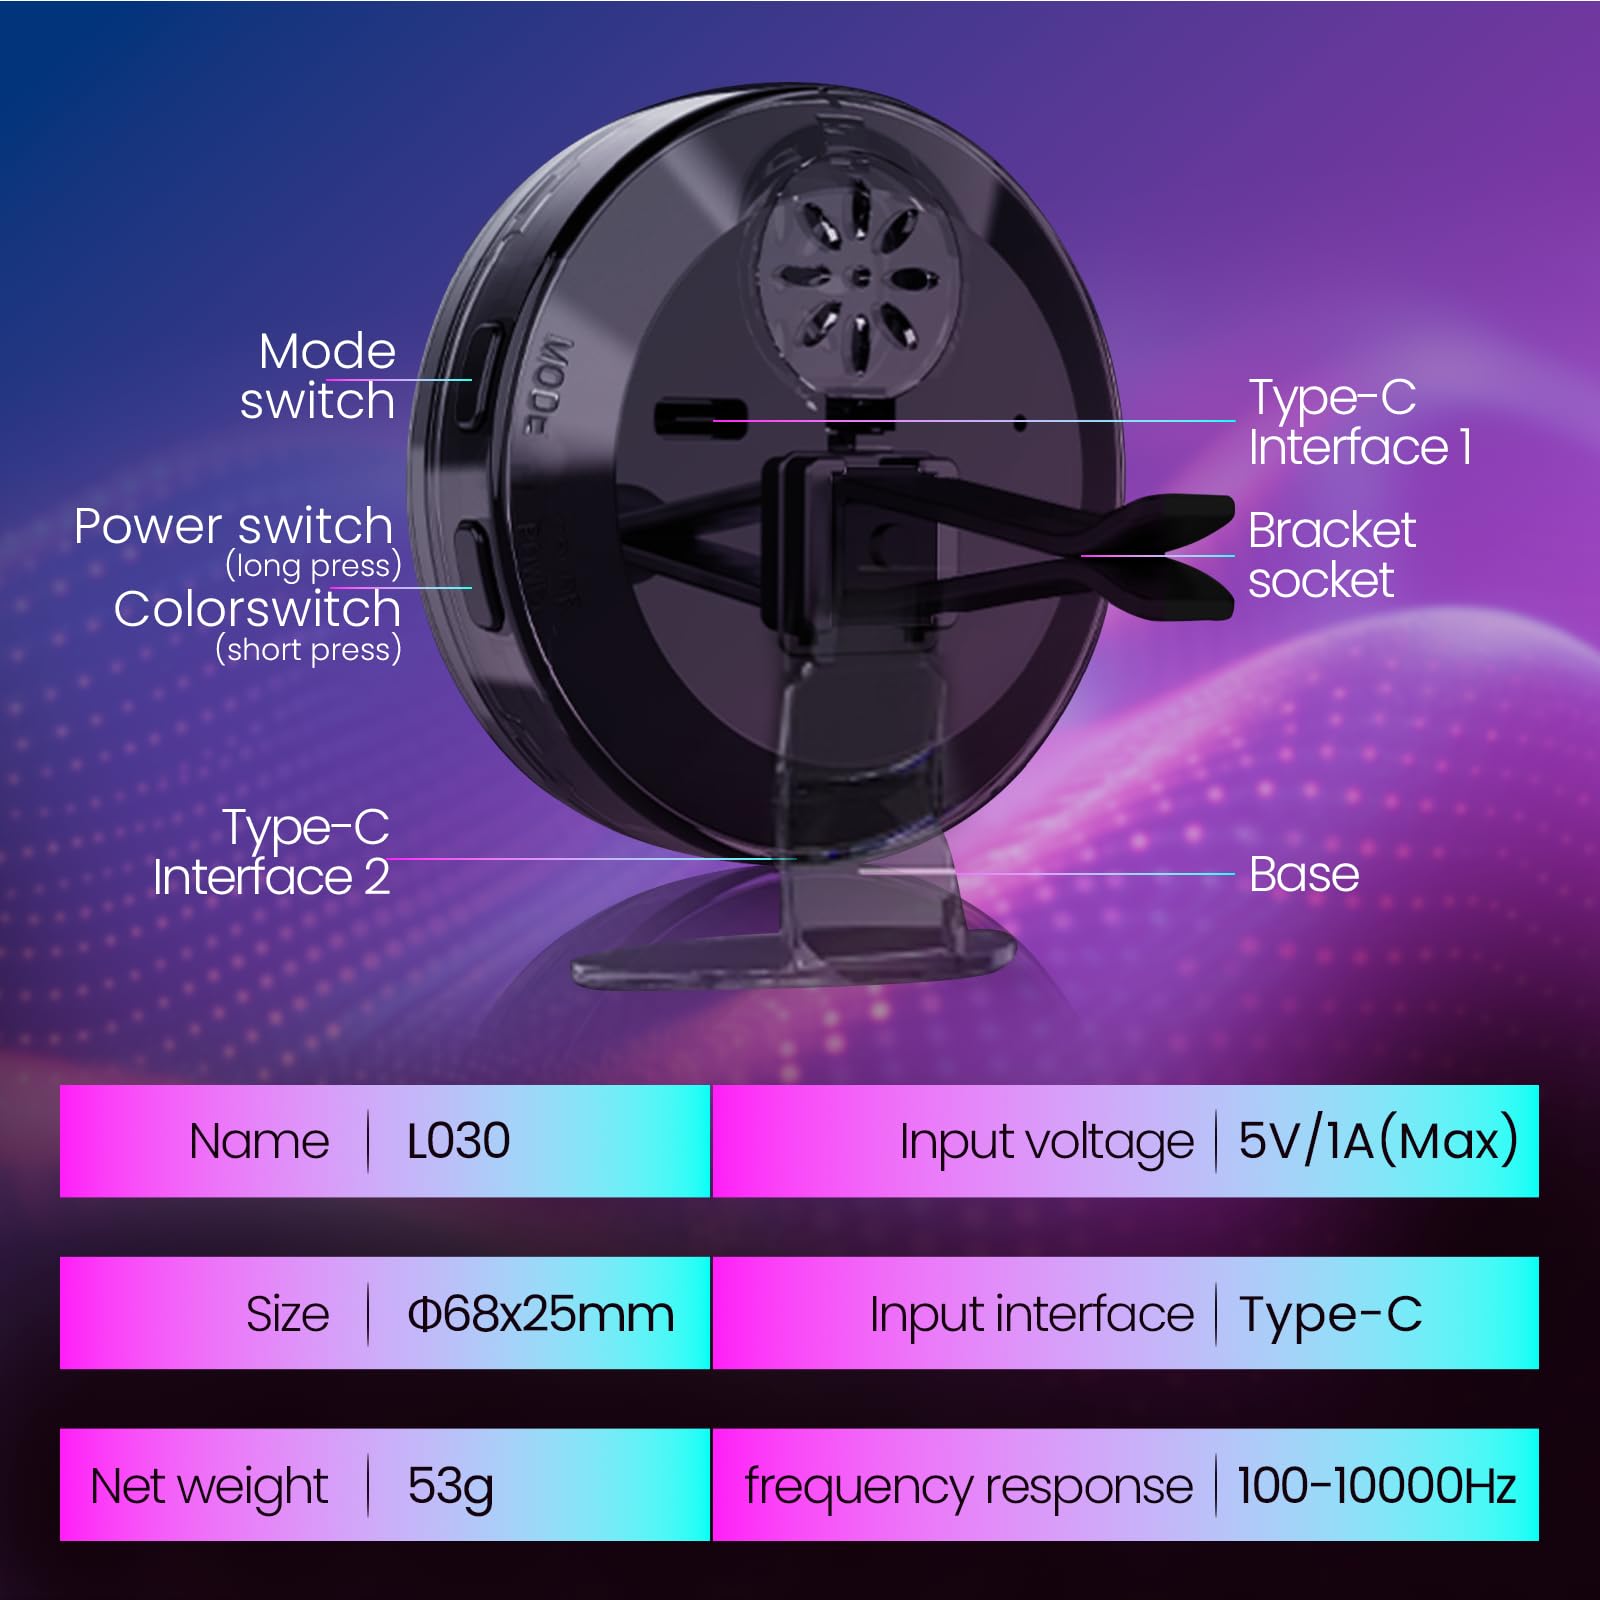 Mode
switch
Power switch
(long press)
Colorswitch
(short press)
Type-C
Interface 2
MODE
Type-C
Interface 1
Bracket
socket
Base
Name | L030
Input voltage | 5V/1A(Max)
Size | Φ68x25mm
Input interface | Type-C
Net weight | 53g
frequency response | 100-10000Hz